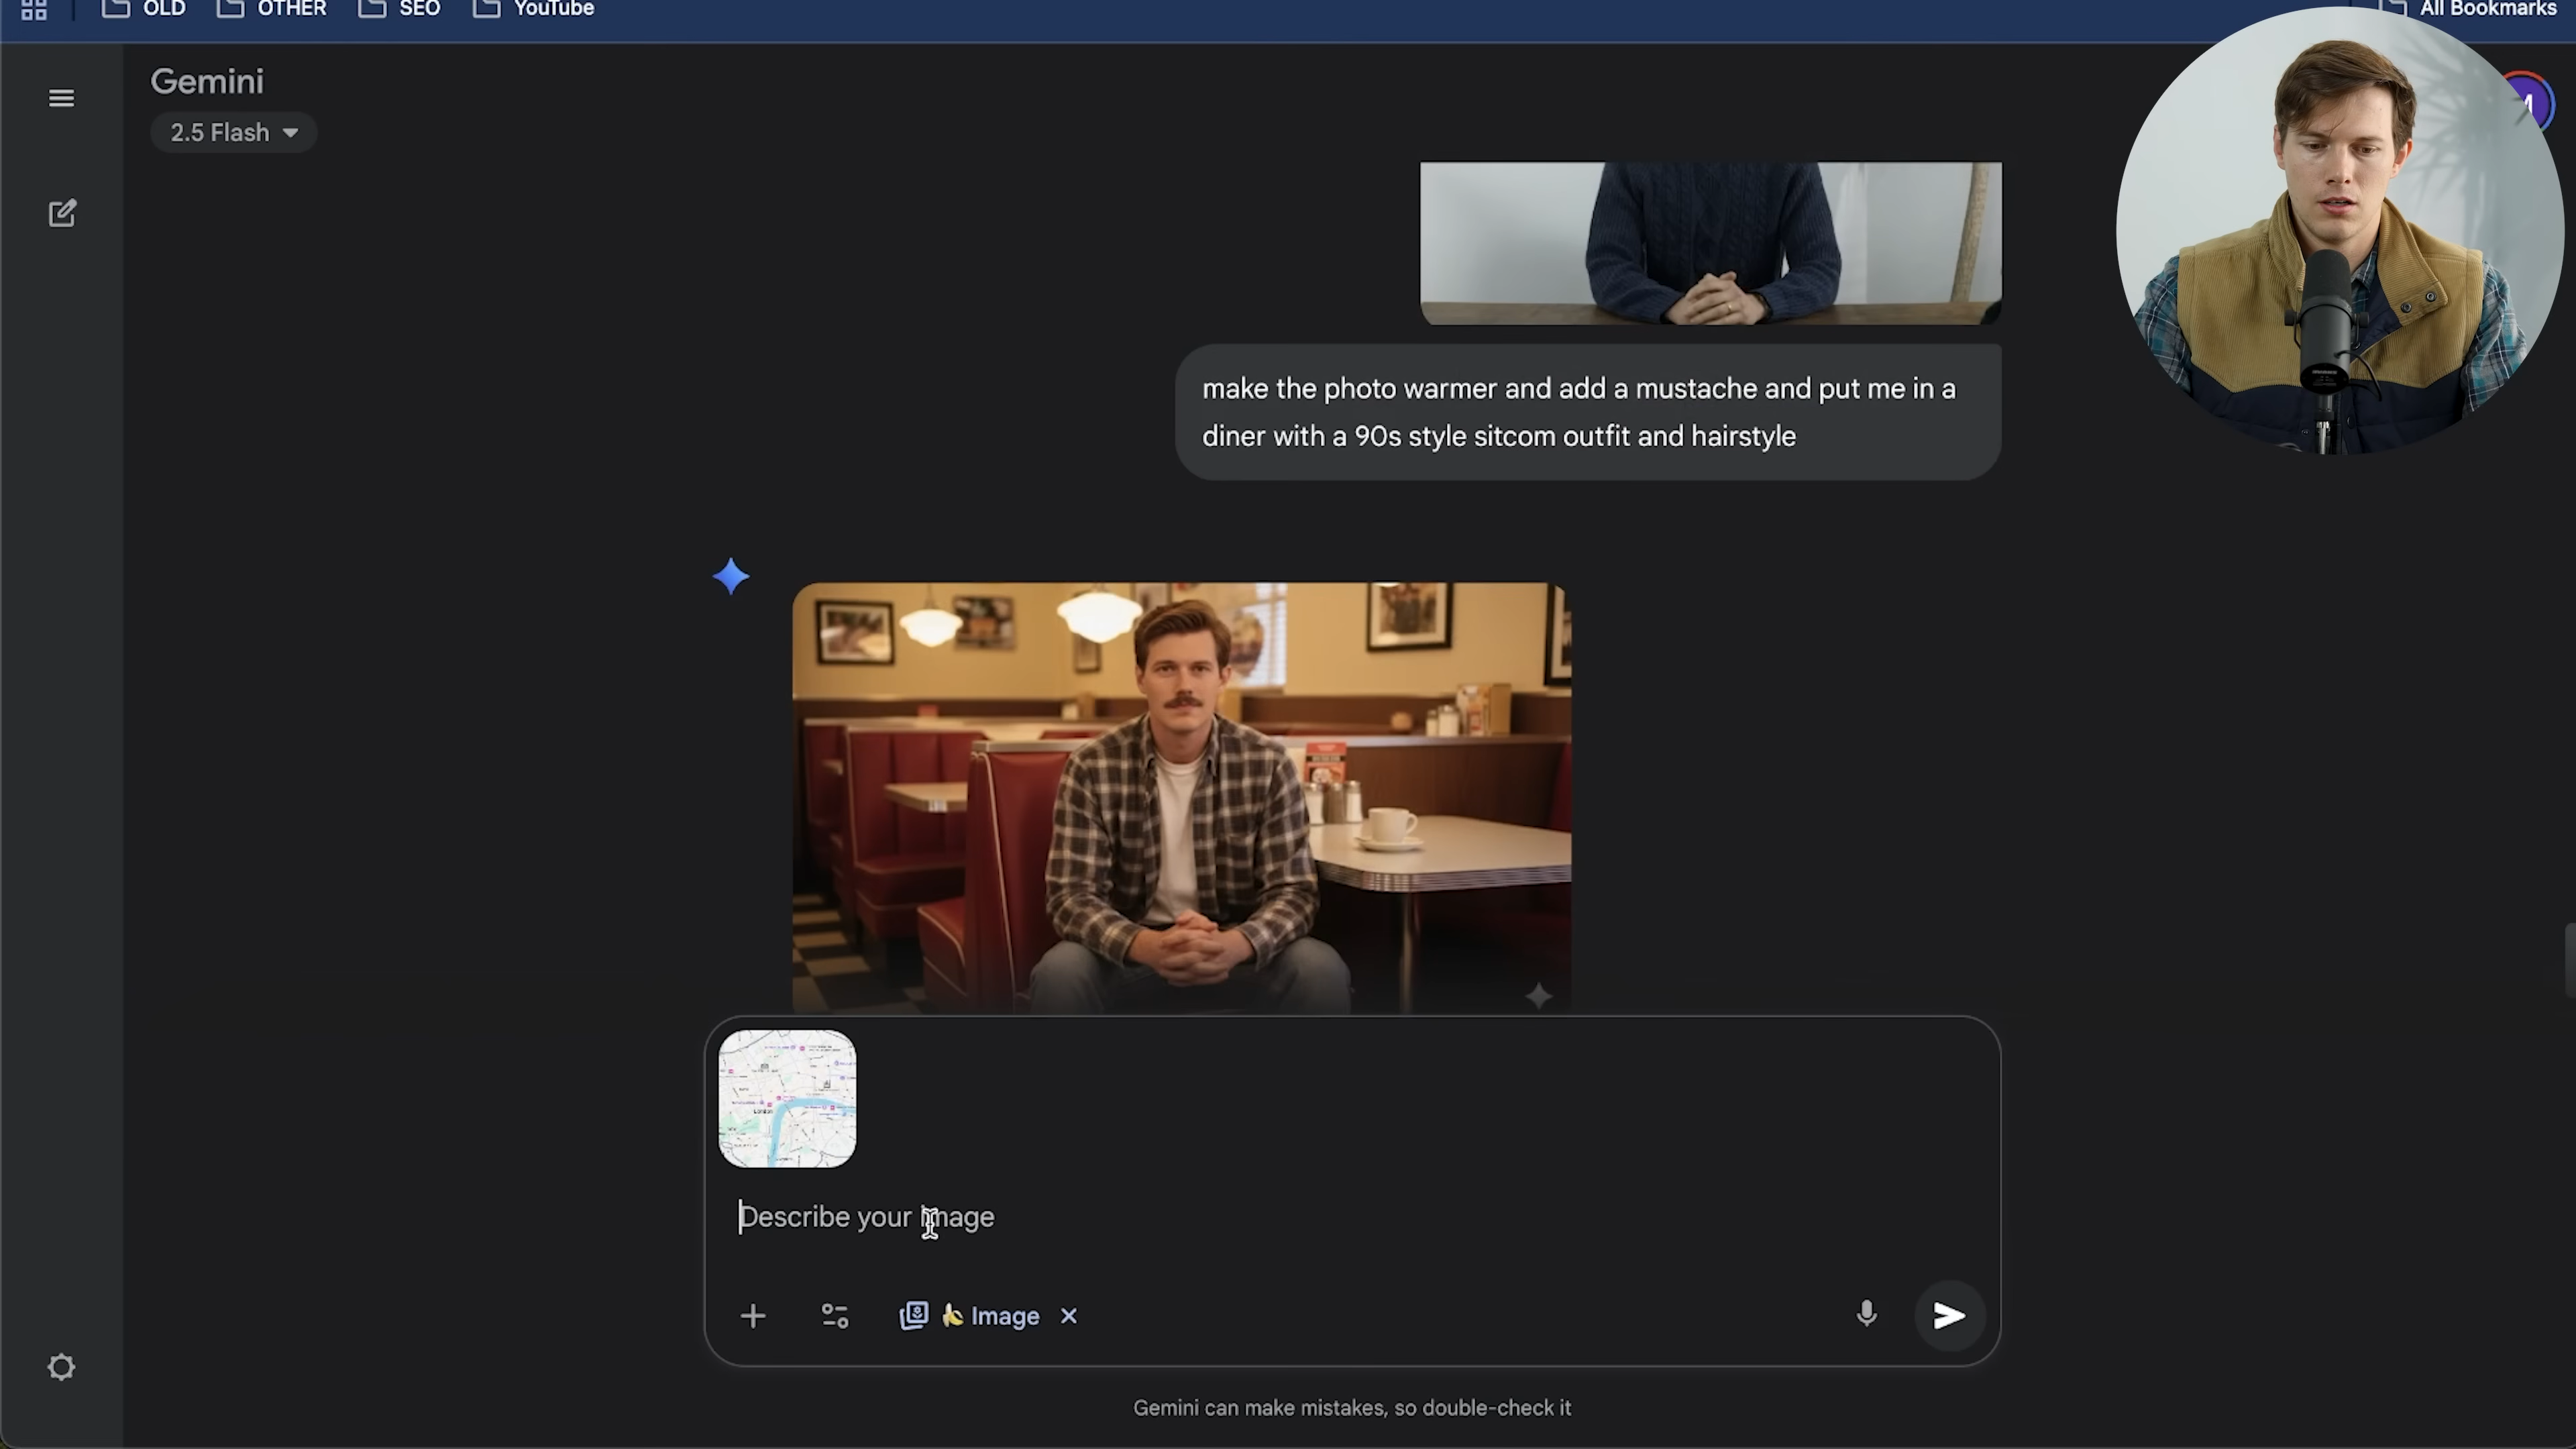 OLD
OTHER
SEO
YouTube
All Bookmarks
Gemini
2.5 Flash
make the photo warmer and add a mustache and put me in a
diner with a 90s style sitcom outfit and hairstyle
London
Describe your image
Image
Gemini can make mistakes, so double-check it